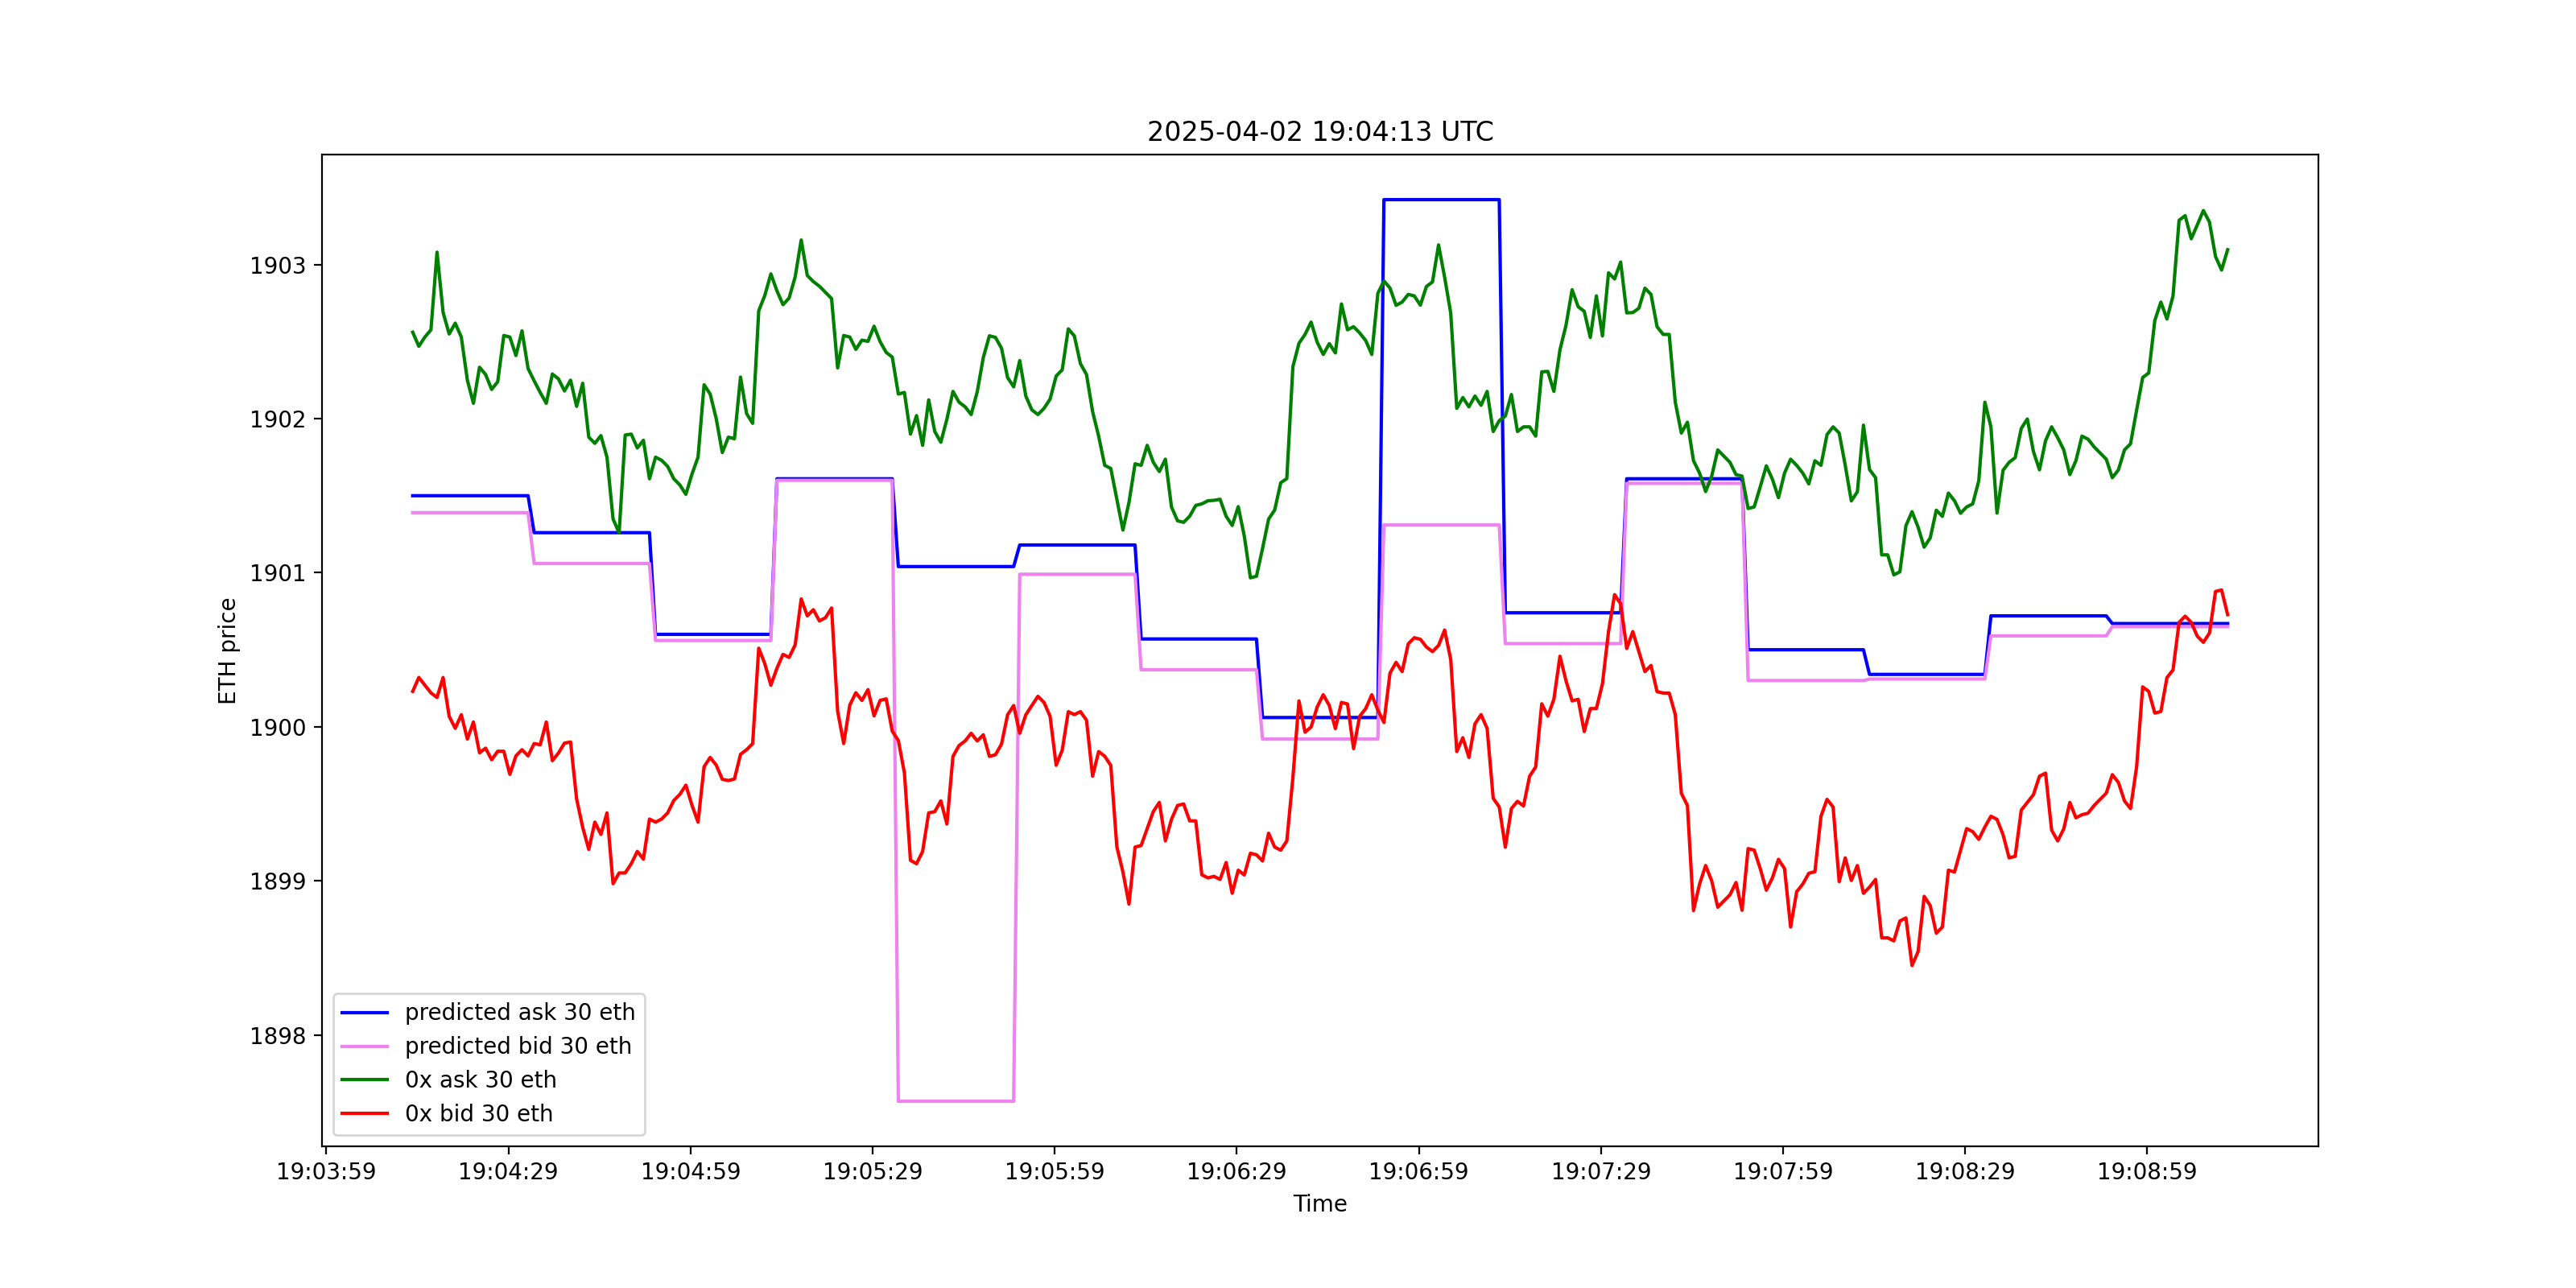 2025-04-02 19:04:13 UTC
ETH price
1903
1902
1901
1900
1899
1898
predicted ask 30 eth
predicted bid 30 eth
0x ask 30 eth
0x bid 30 eth
19:03:59 19:04:29 19:04:59 19:05:29 19:05:59 19:06:29 19:06:59 19:07:29 19:07:59 19:08:29 19:08:59
Time